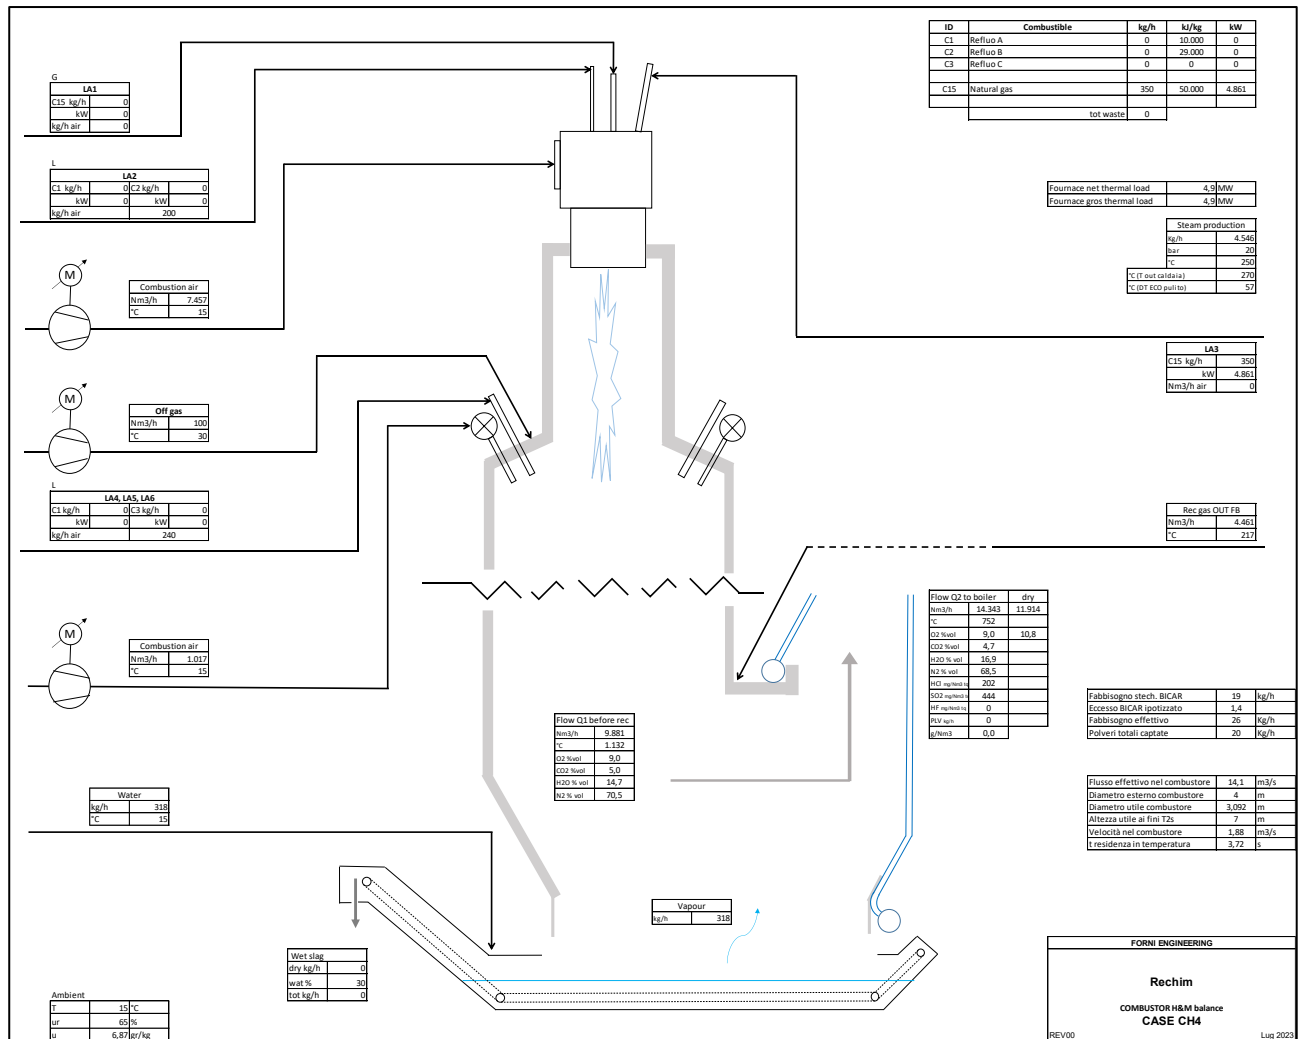 ID Combustible kg/h kJ/kg kW
C1 Refluo A 0 10.000 0
C2 Refluo B 0 29.000 0
C3 Refluo C 0 0 0
C15 Natural gas 350 50.000 4.861
tot waste 0
G
LA1
C15 kg/h 0
kW 0
kg/h air 0
L
LA2
C1 kg/h 0 C2 kg/h 0
kW 0 kW 0
kg/h air 200
Fournace net thermal load 4,9 MW
Fournace gros thermal load 4,9 MW
Steam production
Kg/h 4.546
bar 20
°C 250
°C (T out caldaia) 270
°C (DT ECO pulito) 57
M
Combustion air
Nm3/h 7.457
°C 15
LA3
C15 kg/h 350
kW 4.861
Nm3/h air 0
M
Off gas
Nm3/h 100
°C 30
L
LA4, LA5, LA6
C1 kg/h 0 C3 kg/h 0
kW 0 kW 0
kg/h air 240
Rec gas OUT FB
Nm3/h 4.461
°C 217
M
Combustion air
Nm3/h 1.017
°C 15
Flow Q2 to boiler dry
Nm3/h 14.343 11.914
°C 752
O2 %vol 9,0 10,8
CO2 %vol 4,7
H2O % vol 16,9
N2 % vol 68,5
HCl mg/Nm3 tq 202
SO2 mg/Nm3 t 444
HF mg/Nm3 tq 0
PLV kg/h 0
g/Nm3 0,0
Flow Q1 before rec
Nm3/h 9.881
°C 1.132
O2 %vol 9,0
CO2 %vol 5,0
H2O % vol 14,7
N2 % vol 70,5
Fabbisogno stech. BICAR 19 kg/h
Eccesso BICAR ipotizzato 1,4
Fabbisogno effettivo 26 Kg/h
Polveri totali captate 20 Kg/h
Flusso effettivo nel combustore 14,1 m3/s
Diametro esterno combustore 4 m
Diametro utile combustore 3,092 m
Altezza utile ai fini T2s 7 m
Velocità nel combustore 1,88 m3/s
t residenza in temperatura 3,72 s
Water
kg/h 318
°C 15
Vapour
kg/h 318
Wet slag
dry kg/h 0
wat % 30
tot kg/h 0
Ambient
T 15 °C
ur 65 %
u 6,87 gr/kg
FORNI ENGINEERING
Rechim
COMBUSTOR H&M balance
CASE CH4
REV00 Lug 2023